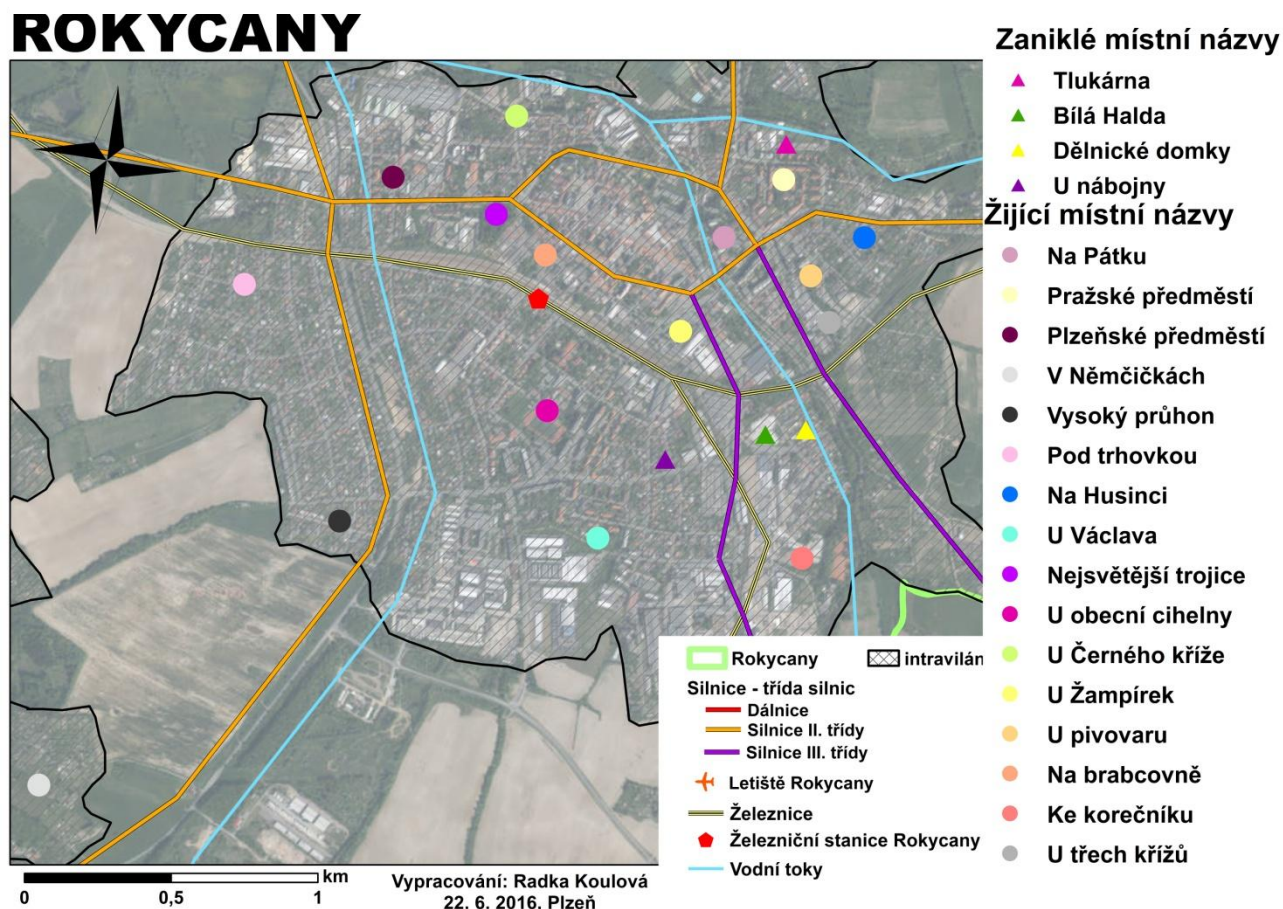 ROKYCANY
Zaniklé místní názvy
Tlukárna
Bílá Halda
Dělnické domky
U nábojny
Žijící místní názvy
Na Pátku
Pražské předměstí
Plzeňské předměstí
V Němčičkách
Vysoký průhon
Pod trhovkou
Na Husinci
U Václava
Nejsvětější trojice
U obecní cihelny
U Černého kříže
U Žampírek
U pivovaru
Na brabcovně
Ke korečníku
U třech křížů
Rokycany intravilán
Silnice - třída silnic
Dálnice
Silnice II. třídy
Silnice III. třídy
Letiště Rokycany
Železnice
Železniční stanice Rokycany
Vodní toky
km
0 0,5 1
Vypracování: Radka Koulová
22. 6. 2016, Plzeň